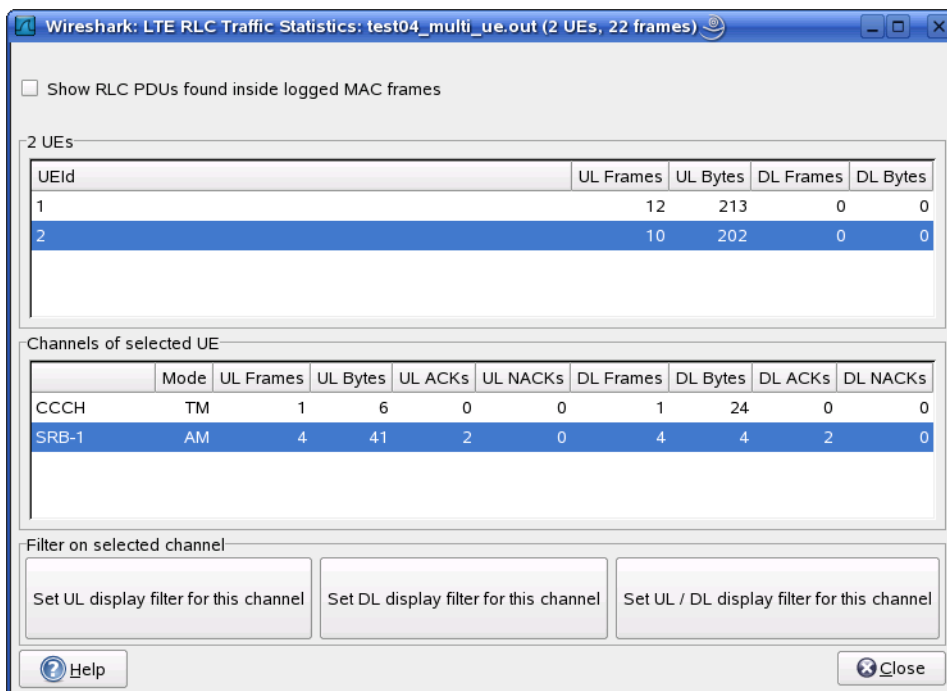 Wireshark: LTE RLC Traffic Statistics: test04_multi_ue.out (2 UEs, 22 frames)
Show RLC PDUs found inside logged MAC frames
2 UEs
UEId UL Frames UL Bytes DL Frames DL Bytes
1 12 213 0 0
2 10 202 0 0
Channels of selected UE
Mode UL Frames UL Bytes UL ACKs UL NACKs DL Frames DL Bytes DL ACKs DL NACKs
CCCH TM 1 6 0 0 1 24 0 0
SRB-1 AM 4 41 2 0 4 4 2 0
Filter on selected channel
Set UL display filter for this channel Set DL display filter for this channel Set UL / DL display filter for this channel
Help Close